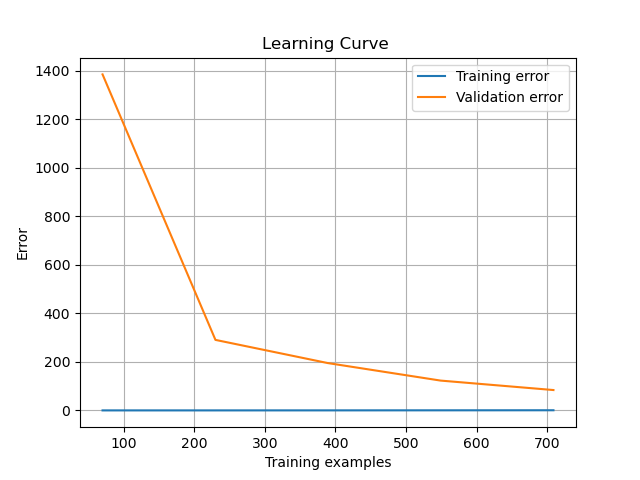 Learning Curve
Training error
Validation error
1400
1200
1000
800
600
400
200
0
Error
100 200 300 400 500 600 700
Training examples